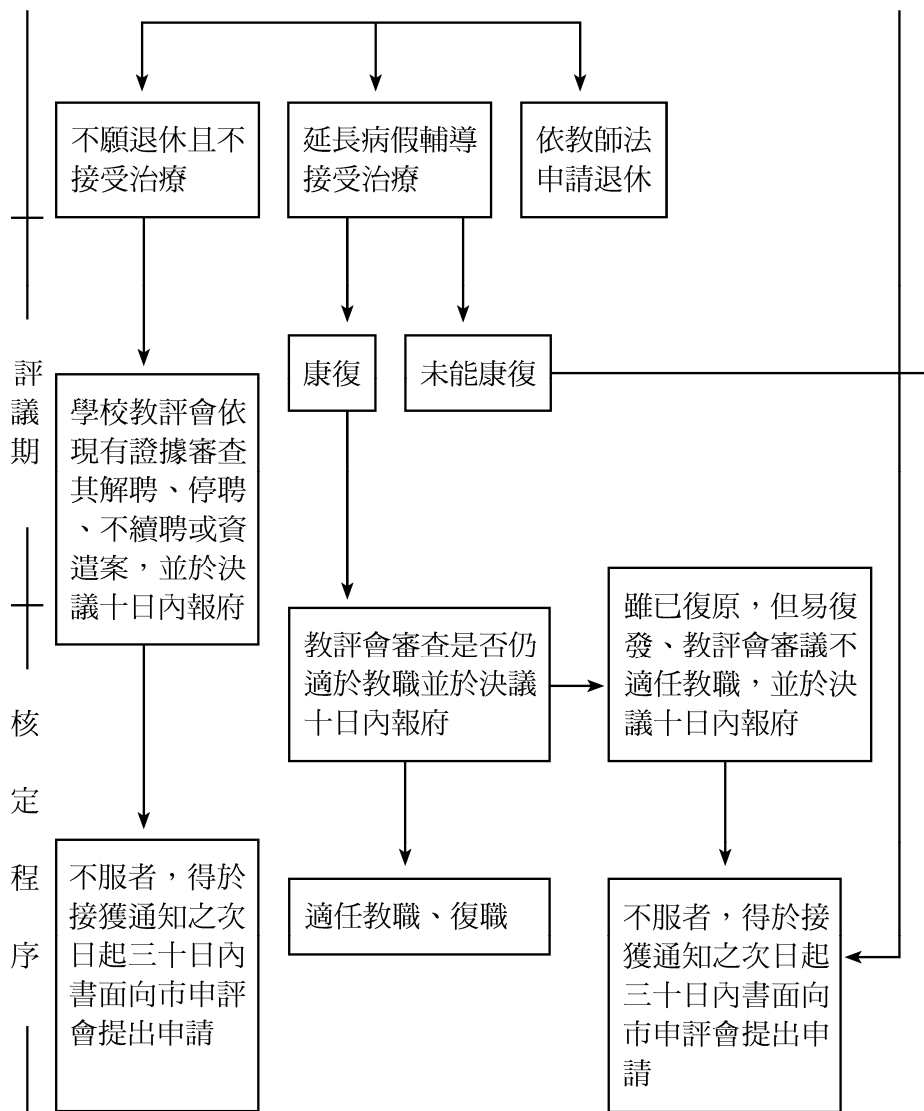 不願退休且不
接受治療
延長病假輔導
接受治療
依教師法
申請退休
評
議
期
康復
未能康復
學校教評會依
現有證據審查
其解聘、停聘
、不續聘或資
遣案，並於決
議十日內報府
教評會審查是否仍
適於教職並於決議
十日內報府
雖已復原，但易復
發、教評會審議不
適任教職，並於決
議十日內報府
核
定
程
序
不服者，得於
接獲通知之次
日起三十日內
書面向市申評
會提出申請
適任教職、復職
不服者，得於接
獲通知之次日起
三十日內書面向
市申評會提出申
請